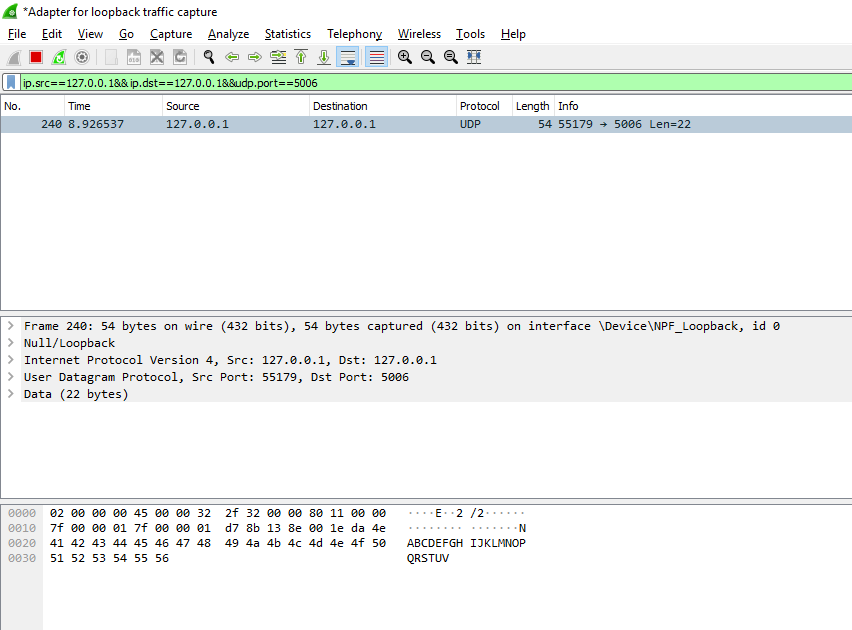 *Adapter for loopback traffic capture
File Edit View Go Capture Analyze Statistics Telephony Wireless Tools Help
ip.src==127.0.0.1&&ip.dst==127.0.0.1&&udp.port==5006
No. Time Source Destination Protocol Length Info
240 8.926537 127.0.0.1 127.0.0.1 UDP 54 55179 → 5006 Len=22
Frame 240: 54 bytes on wire (432 bits), 54 bytes captured (432 bits) on interface \Device\NPF_Loopback, id 0
Null/Loopback
Internet Protocol Version 4, Src: 127.0.0.1, Dst: 127.0.0.1
User Datagram Protocol, Src Port: 55179, Dst Port: 5006
Data (22 bytes)
0000 02 00 00 00 45 00 00 32 2f 32 00 00 80 11 00 00 ····E··2 /2······
0010 7f 00 00 01 7f 00 00 01 d7 8b 13 8e 00 1e da 4e ········ ·······N
0020 41 42 43 44 45 46 47 48 49 4a 4b 4c 4d 4e 4f 50 ABCDEFGH IJKLMNOP
0030 51 52 53 54 55 56 QRSTUV